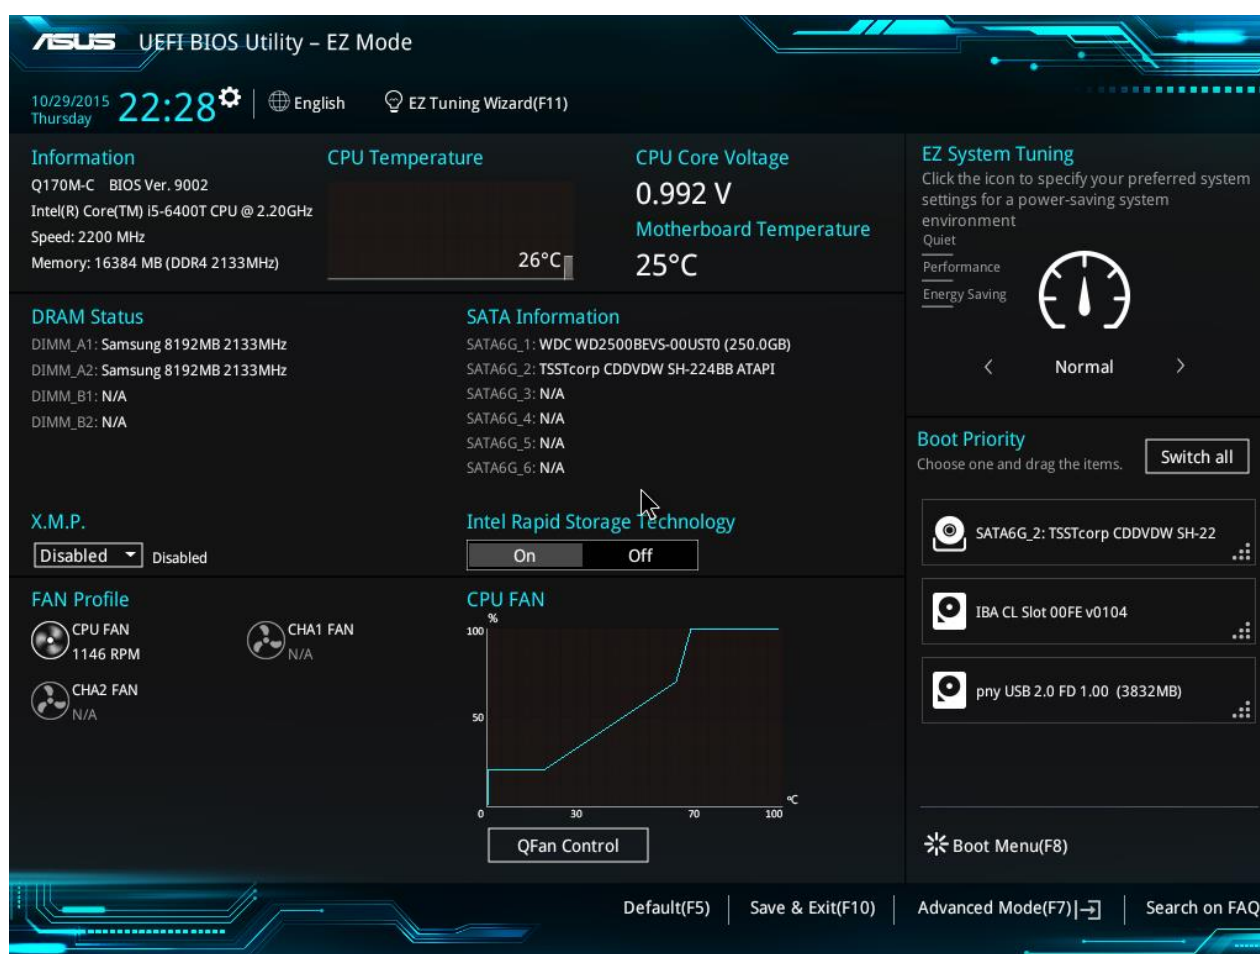 ASUS UEFI BIOS Utility – EZ Mode
10/29/2015
Thursday
22:28
English
EZ Tuning Wizard(F11)
Information
Q170M-C BIOS Ver. 9002
Intel(R) Core(TM) i5-6400T CPU @ 2.20GHz
Speed: 2200 MHz
Memory: 16384 MB (DDR4 2133MHz)
CPU Temperature
26°C
CPU Core Voltage
0.992 V
Motherboard Temperature
25°C
EZ System Tuning
Click the icon to specify your preferred system
settings for a power-saving system
environment
Quiet
Performance
Energy Saving
Normal
DRAM Status
DIMM_A1: Samsung 8192MB 2133MHz
DIMM_A2: Samsung 8192MB 2133MHz
DIMM_B1: N/A
DIMM_B2: N/A
SATA Information
SATA6G_1: WDC WD2500BEVS-00UST0 (250.0GB)
SATA6G_2: TSSTcorp CDDVDW SH-224BB ATAPI
SATA6G_3: N/A
SATA6G_4: N/A
SATA6G_5: N/A
SATA6G_6: N/A
X.M.P.
Disabled
Disabled
Intel Rapid Storage Technology
On Off
Boot Priority
Choose one and drag the items.
Switch all
SATA6G_2: TSSTcorp CDDVDW SH-22
IBA CL Slot 00FE v0104
pny USB 2.0 FD 1.00 (3832MB)
Boot Menu(F8)
FAN Profile
CPU FAN
1146 RPM
CHA1 FAN
N/A
CHA2 FAN
N/A
CPU FAN
%
100
50
°C
0 30 70 100
QFan Control
Default(F5)
Save & Exit(F10)
Advanced Mode(F7)
Search on FAQ